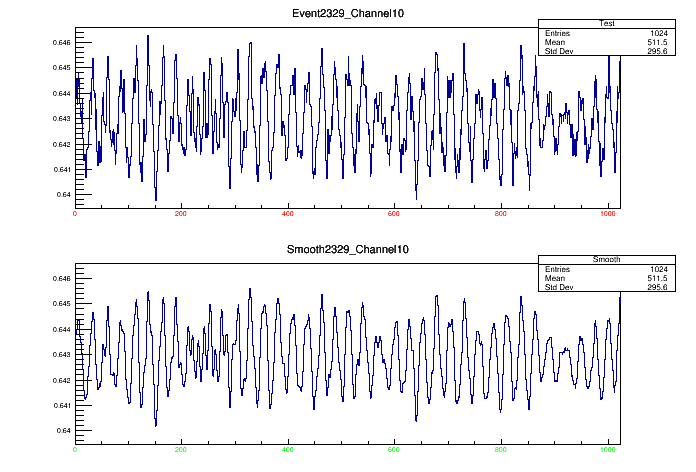 Event2329_Channel10
Test
Entries 1024
Mean 511.5
Std Dev 295.6
0.646
0.645
0.644
0.643
0.642
0.641
0.64
0 200 400 600 800 1000
Smooth2329_Channel10
Smooth
Entries 1024
Mean 511.5
Std Dev 295.6
0.646
0.645
0.644
0.643
0.642
0.641
0.64
0 200 400 600 800 1000